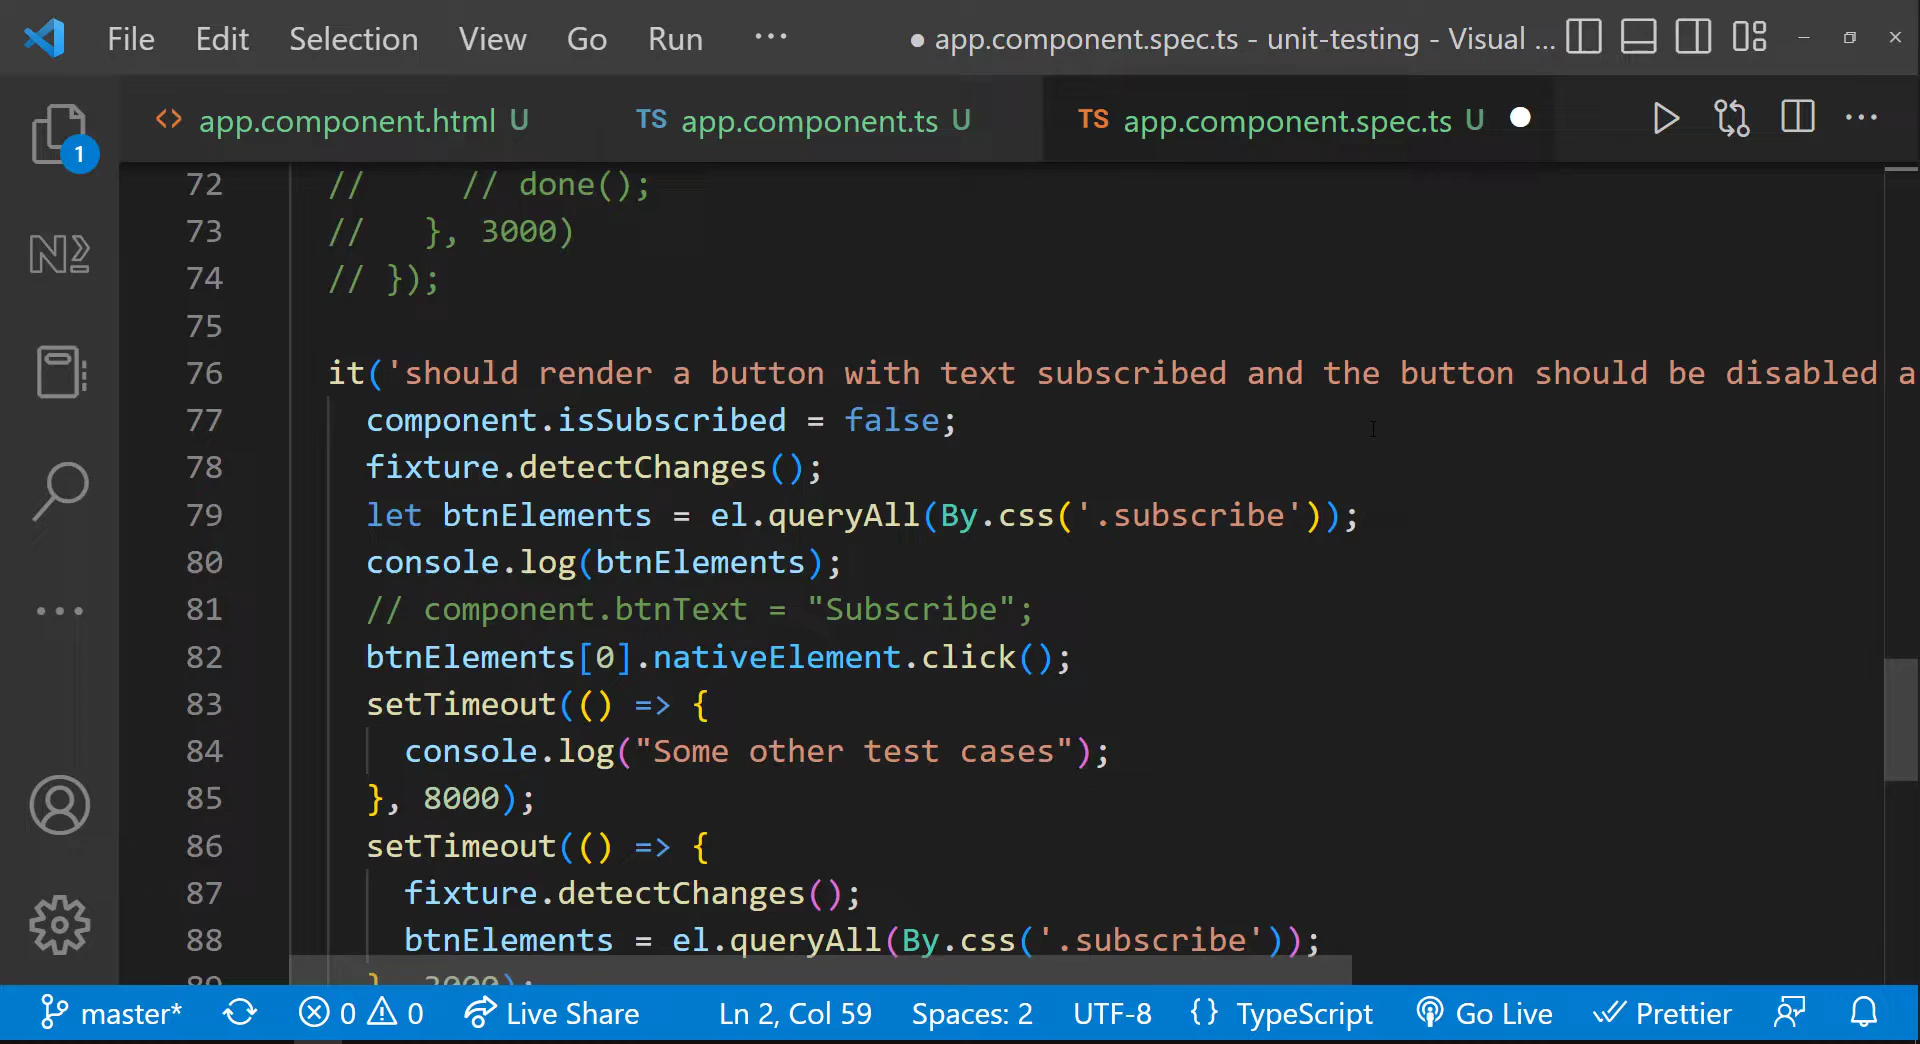 File Edit Selection View Go Run ··· ● app.component.spec.ts - unit-testing - Visual ...
<> app.component.html U TS app.component.ts U TS app.component.spec.ts U ● ···
1
72 // // done();
73 // }, 3000)
74 // });
75
76 it('should render a button with text subscribed and the button should be disabled a
77 component.isSubscribed = false;
78 fixture.detectChanges();
79 let btnElements = el.queryAll(By.css('.subscribe'));
80 console.log(btnElements);
81 // component.btnText = "Subscribe";
82 btnElements[0].nativeElement.click();
83 setTimeout(() => {
84 console.log("Some other test cases");
85 }, 8000);
86 setTimeout(() => {
87 fixture.detectChanges();
88 btnElements = el.queryAll(By.css('.subscribe'));
master* 0 0 Live Share Ln 2, Col 59 Spaces: 2 UTF-8 {} TypeScript Go Live Prettier